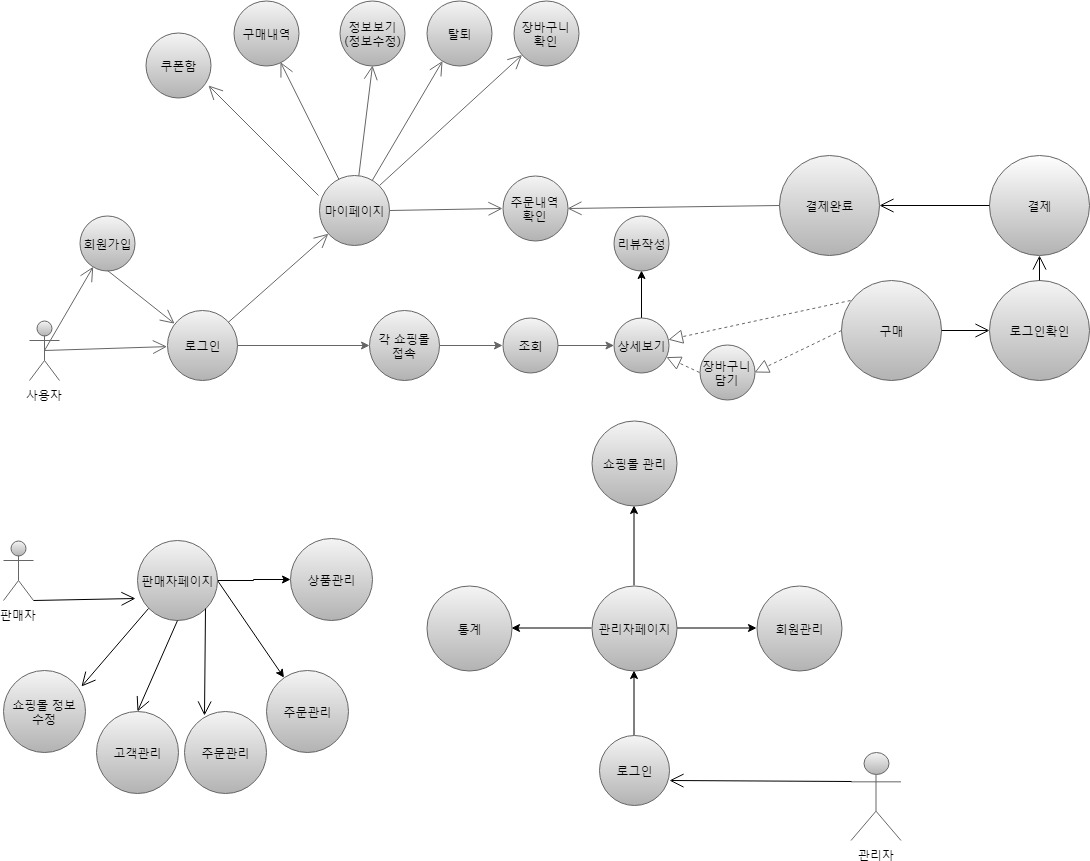 쿠폰함
구매내역
정보보기
(정보수정)
탈퇴
장바구니
확인
마이페이지
주문내역
확인
결제완료
결제
회원가입
리뷰작성
로그인
각 쇼핑몰
접속
조회
상세보기
장바구니
담기
구매
로그인확인
사용자
쇼핑몰 관리
판매자
판매자페이지
상품관리
쇼핑몰 정보
수정
고객관리
주문관리
주문관리
통계
관리자페이지
회원관리
로그인
관리자